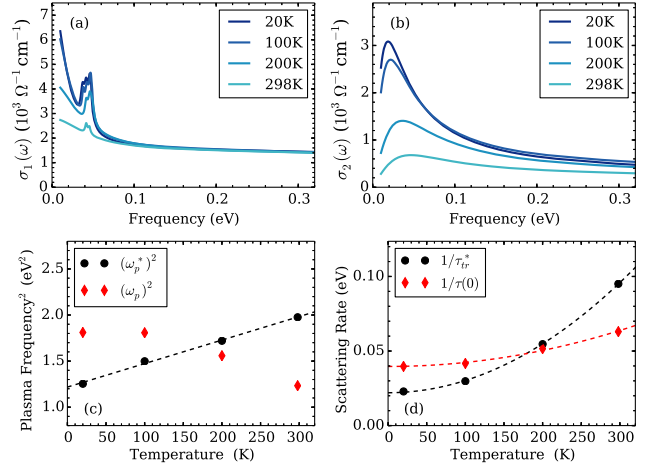 (a)
20K
100K
200K
298K
σ₁(ω) (10³ Ω⁻¹ cm⁻¹)
0 1 2 3 4 5 6 7
0.0 0.1 0.2 0.3
Frequency (eV)
(b)
20K
100K
200K
298K
σ₂(ω) (10³ Ω⁻¹ cm⁻¹)
0 1 2 3
0.0 0.1 0.2 0.3
Frequency (eV)
(c)
(ω*ₚ)²
(ωₚ)²
Plasma Frequency² (eV²)
1.0 1.5 2.0
0 50 100 150 200 250 300
Temperature (K)
(d)
1/τ*ₜᵣ
1/τ(0)
Scattering Rate (eV)
0.00 0.05 0.10
0 50 100 150 200 250 300
Temperature (K)